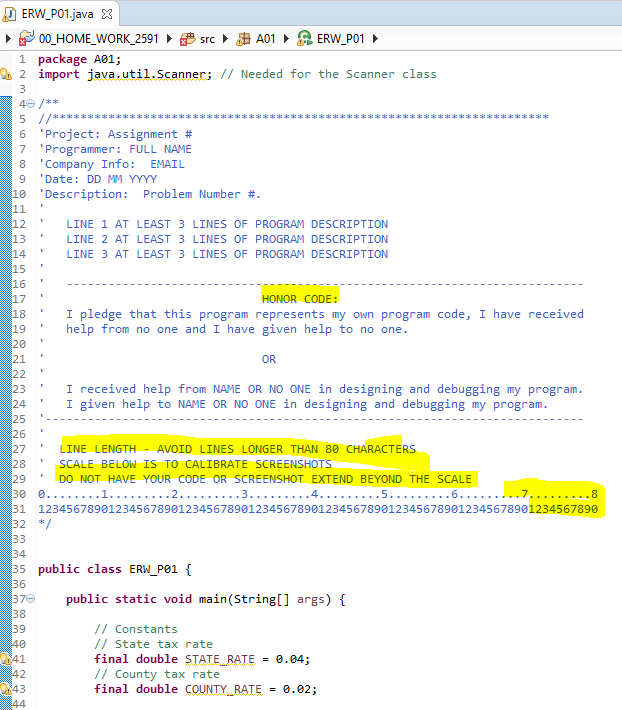 ERW_P01.java
00_HOME_WORK_2591 src A01 ERW_P01
1 package A01;
2 import java.util.Scanner; // Needed for the Scanner class
3
4 /**
5 //***********************************************************************
6 'Project: Assignment #
7 'Programmer: FULL NAME
8 'Company Info:  EMAIL
9 'Date: DD MM YYYY
10 'Description:  Problem Number #.
11 '
12 '   LINE 1 AT LEAST 3 LINES OF PROGRAM DESCRIPTION
13 '   LINE 2 AT LEAST 3 LINES OF PROGRAM DESCRIPTION
14 '   LINE 3 AT LEAST 3 LINES OF PROGRAM DESCRIPTION
15 '
16 '   --------------------------------------------------------------------------
17 '                               HONOR CODE:
18 '   I pledge that this program represents my own program code, I have received
19 '   help from no one and I have given help to no one.
20 '
21 '                               OR
22 '
23 '   I received help from NAME OR NO ONE in designing and debugging my program.
24 '   I given help to NAME OR NO ONE in designing and debugging my program.
25 '-----------------------------------------------------------------------------
26 '
27 '  LINE LENGTH - AVOID LINES LONGER THAN 80 CHARACTERS
28 '  SCALE BELOW IS TO CALIBRATE SCREENSHOTS
29 '  DO NOT HAVE YOUR CODE OR SCREENSHOT EXTEND BEYOND THE SCALE
30 0........1.........2.........3.........4.........5.........6.........7.........8
31 12345678901234567890123456789012345678901234567890123456789012345678901234567890
32 */
33
34
35 public class ERW_P01 {
36
37     public static void main(String[] args) {
38
39         // Constants
40         // State tax rate
41         final double STATE_RATE = 0.04;
42         // County tax rate
43         final double COUNTY_RATE = 0.02;
44